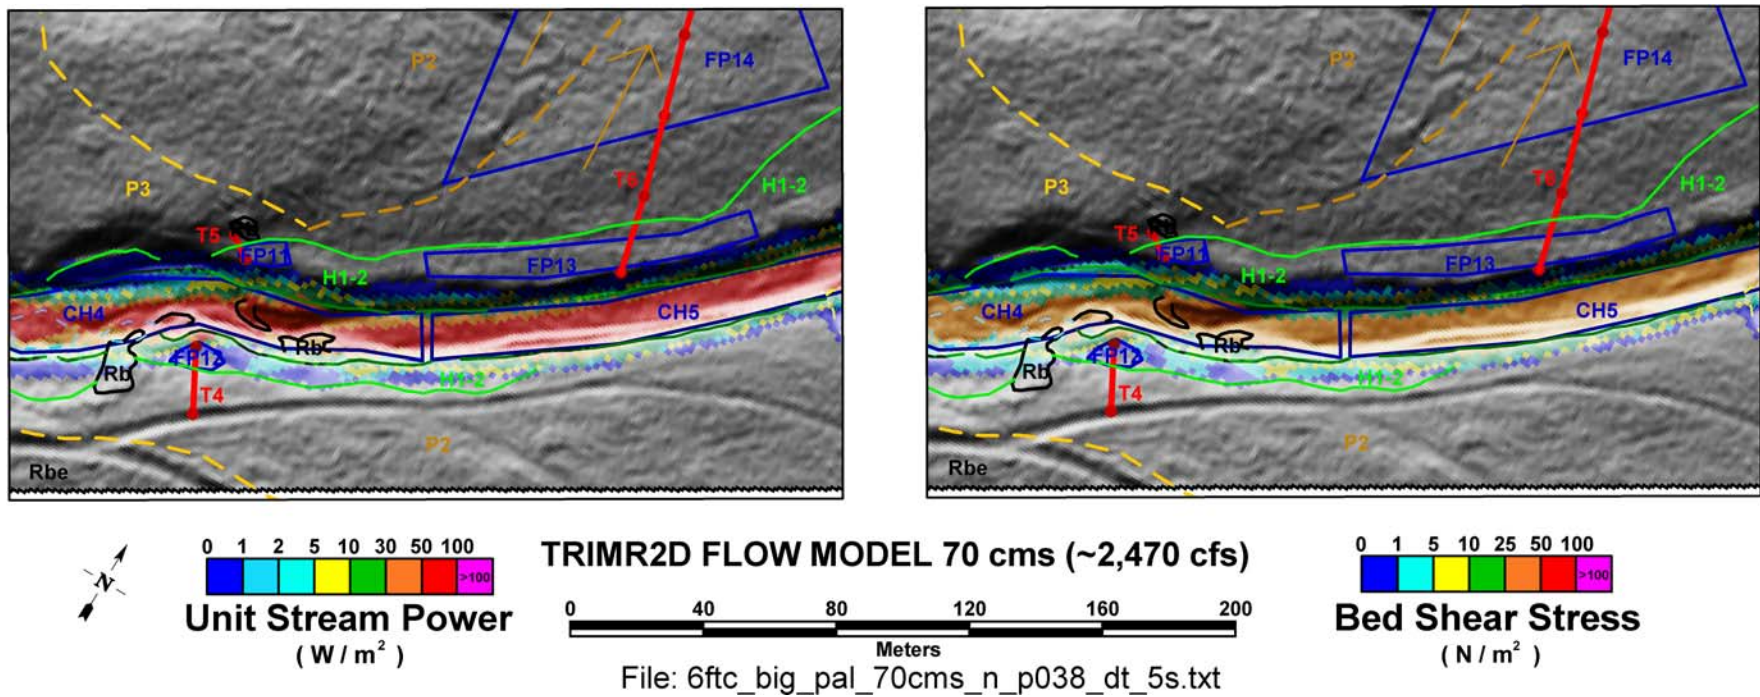 P2
FP14
P3
T6
H1-2
T5
FP11
H1-2
FP13
CH4
CH5
Rb
FP12
Rb
H1-2
T4
P2
Rbe
P2
FP14
P3
T6
H1-2
T5
FP11
H1-2
FP13
CH4
CH5
Rb
FP12
Rb
H1-2
T4
P2
Rbe
N
0 1 2 5 10 30 50 100
>100
Unit Stream Power
( W / m² )
TRIMR2D FLOW MODEL 70 cms (~2,470 cfs)
0 40 80 120 160 200
Meters
File: 6ftc_big_pal_70cms_n_p038_dt_5s.txt
0 1 5 10 25 50 100
>100
Bed Shear Stress
( N / m² )